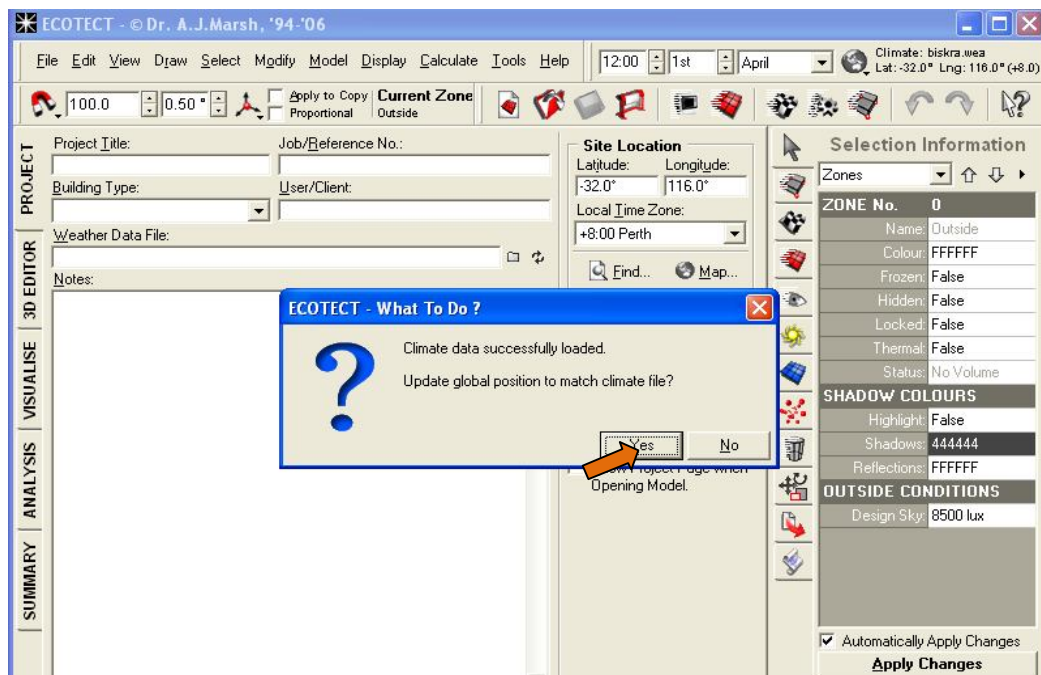 ECOTECT - © Dr. A.J.Marsh, '94-'06
File Edit View Draw Select Modify Model Display Calculate Tools Help
12:00 1st April
Climate: biskra.wea
Lat: -32.0° Lng: 116.0° (+8.0)
100.0 0.50 °
Apply to Copy
Proportional
Current Zone
Outside
PROJECT
3D EDITOR
VISUALISE
ANALYSIS
SUMMARY
Project Title: Job/Reference No.:
Building Type: User/Client:
Weather Data File:
Notes:
Site Location
Latitude: Longitude:
-32.0° 116.0°
Local Time Zone:
+8:00 Perth
Find... Map...
ECOTECT - What To Do ?
Climate data successfully loaded.
Update global position to match climate file?
Yes No
Project Page when
Opening Model.
Selection Information
Zones
ZONE No. 0
Name: Outside
Colour: FFFFFF
Frozen: False
Hidden: False
Locked: False
Thermal: False
Status: No Volume
SHADOW COLOURS
Highlight: False
Shadows: 444444
Reflections: FFFFFF
OUTSIDE CONDITIONS
Design Sky: 8500 lux
Automatically Apply Changes
Apply Changes